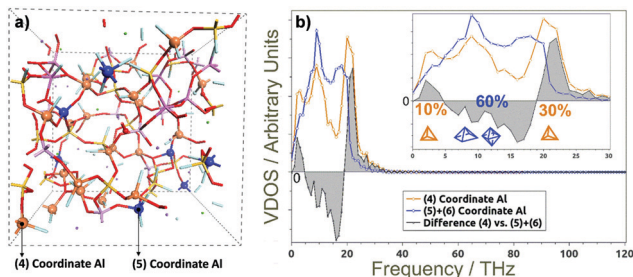 a)
(4) Coordinate Al
(5) Coordinate Al
b)
VDOS / Arbitrary Units
0
0
10%
60%
30%
0
5
10
15
20
25
30
(4) Coordinate Al
(5)+(6) Coordinate Al
Difference (4) vs. (5)+(6)
0
20
40
60
80
100
120
Frequency / THz